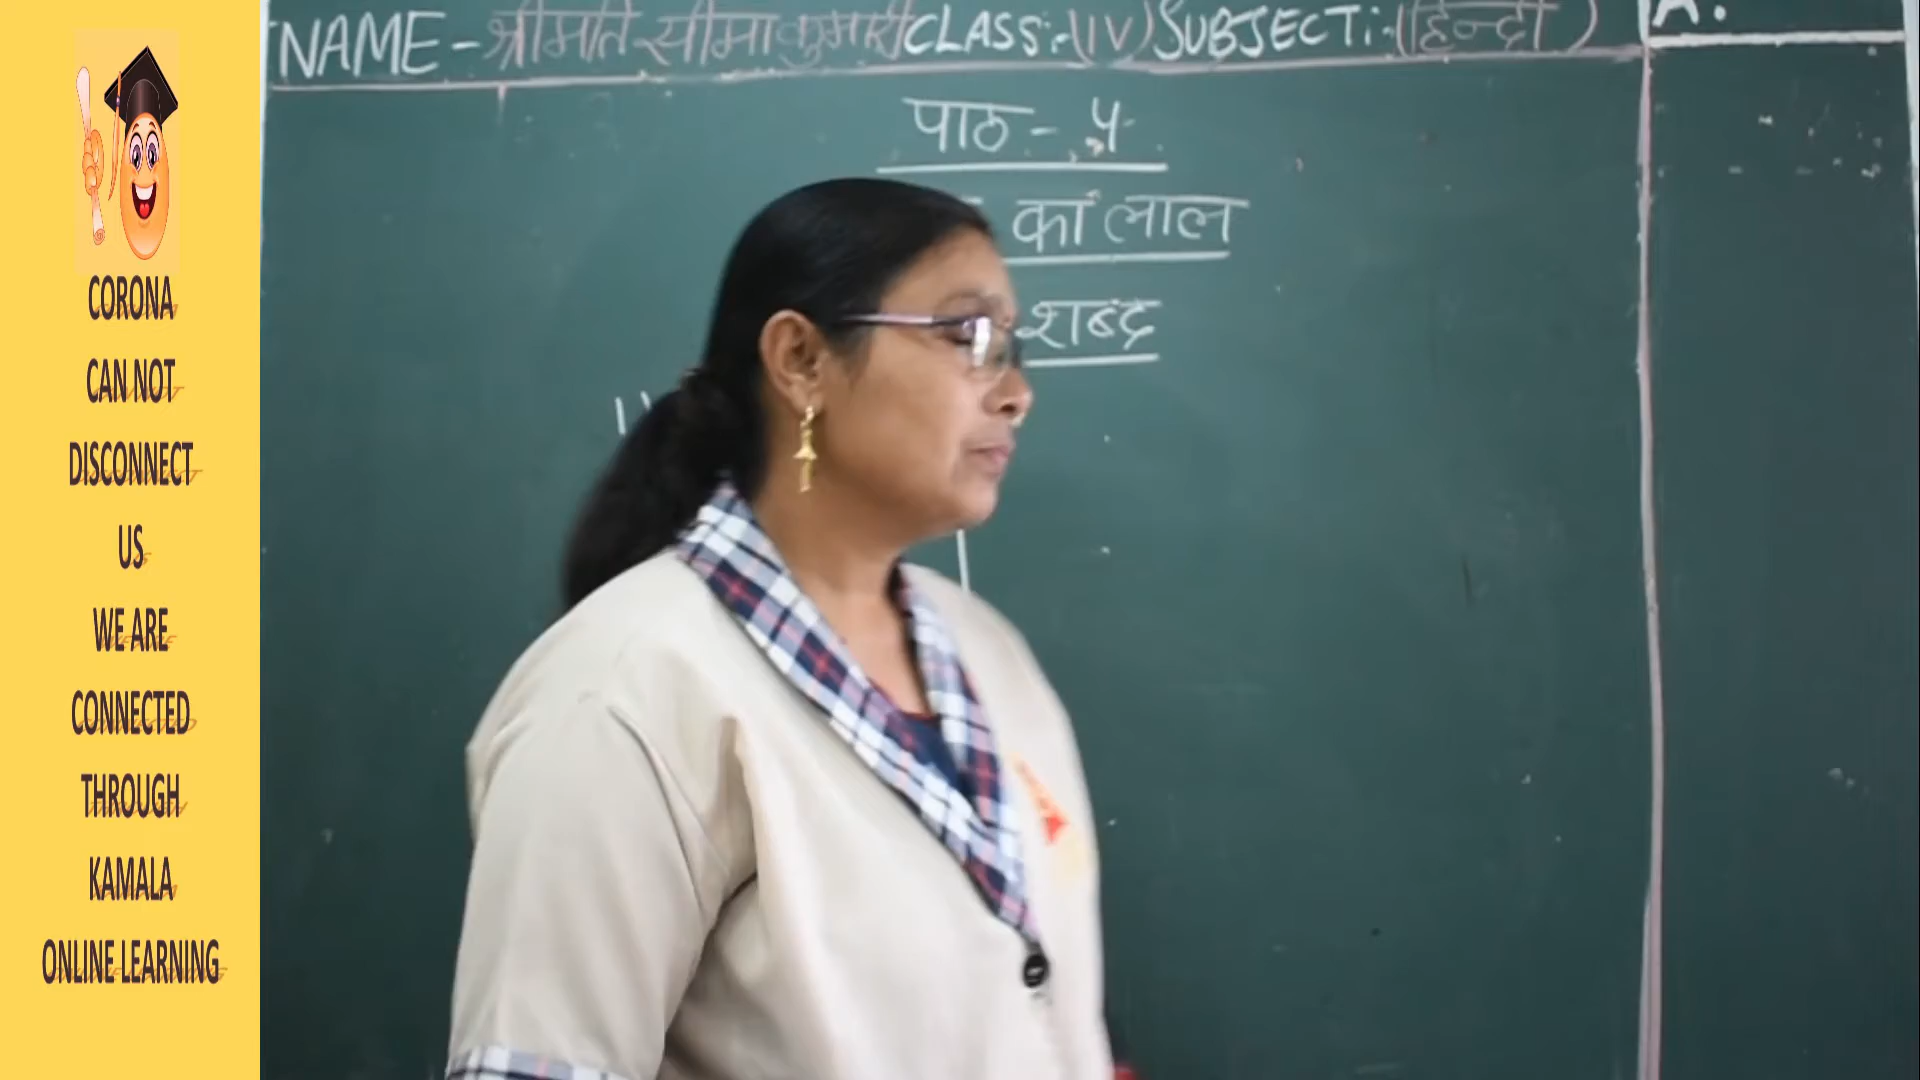 CORONA
CAN NOT
DISCONNECT
US
WE ARE
CONNECTED
THROUGH
KAMALA
ONLINE LEARNING
NAME - श्रीमति सीमा कुमारी CLASS:-(IV) SUBJECT:-(हिन्दी)
पाठ - ५
का लाल
शब्द